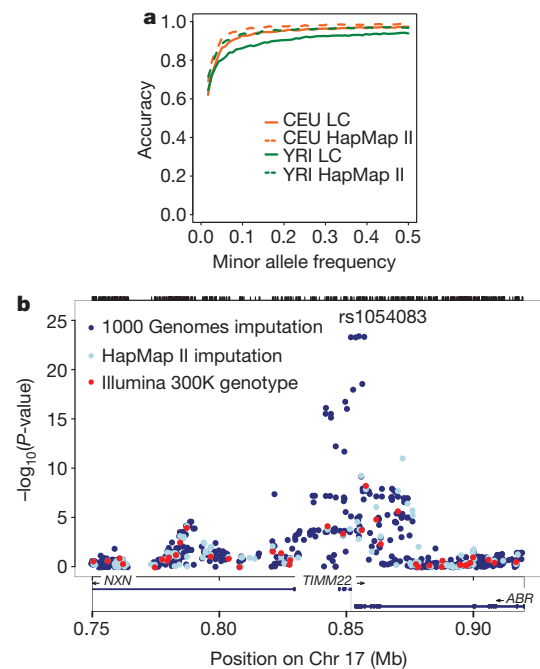 a
1.0
0.8
0.6
0.4
0.2
0.0
Accuracy
CEU LC
CEU HapMap II
YRI LC
YRI HapMap II
0.0 0.1 0.2 0.3 0.4 0.5
Minor allele frequency
b
rs1054083
25
20
15
10
5
0
–log10(P-value)
1000 Genomes imputation
HapMap II imputation
Illumina 300K genotype
NXN
TIMM22
ABR
0.75 0.80 0.85 0.90
Position on Chr 17 (Mb)